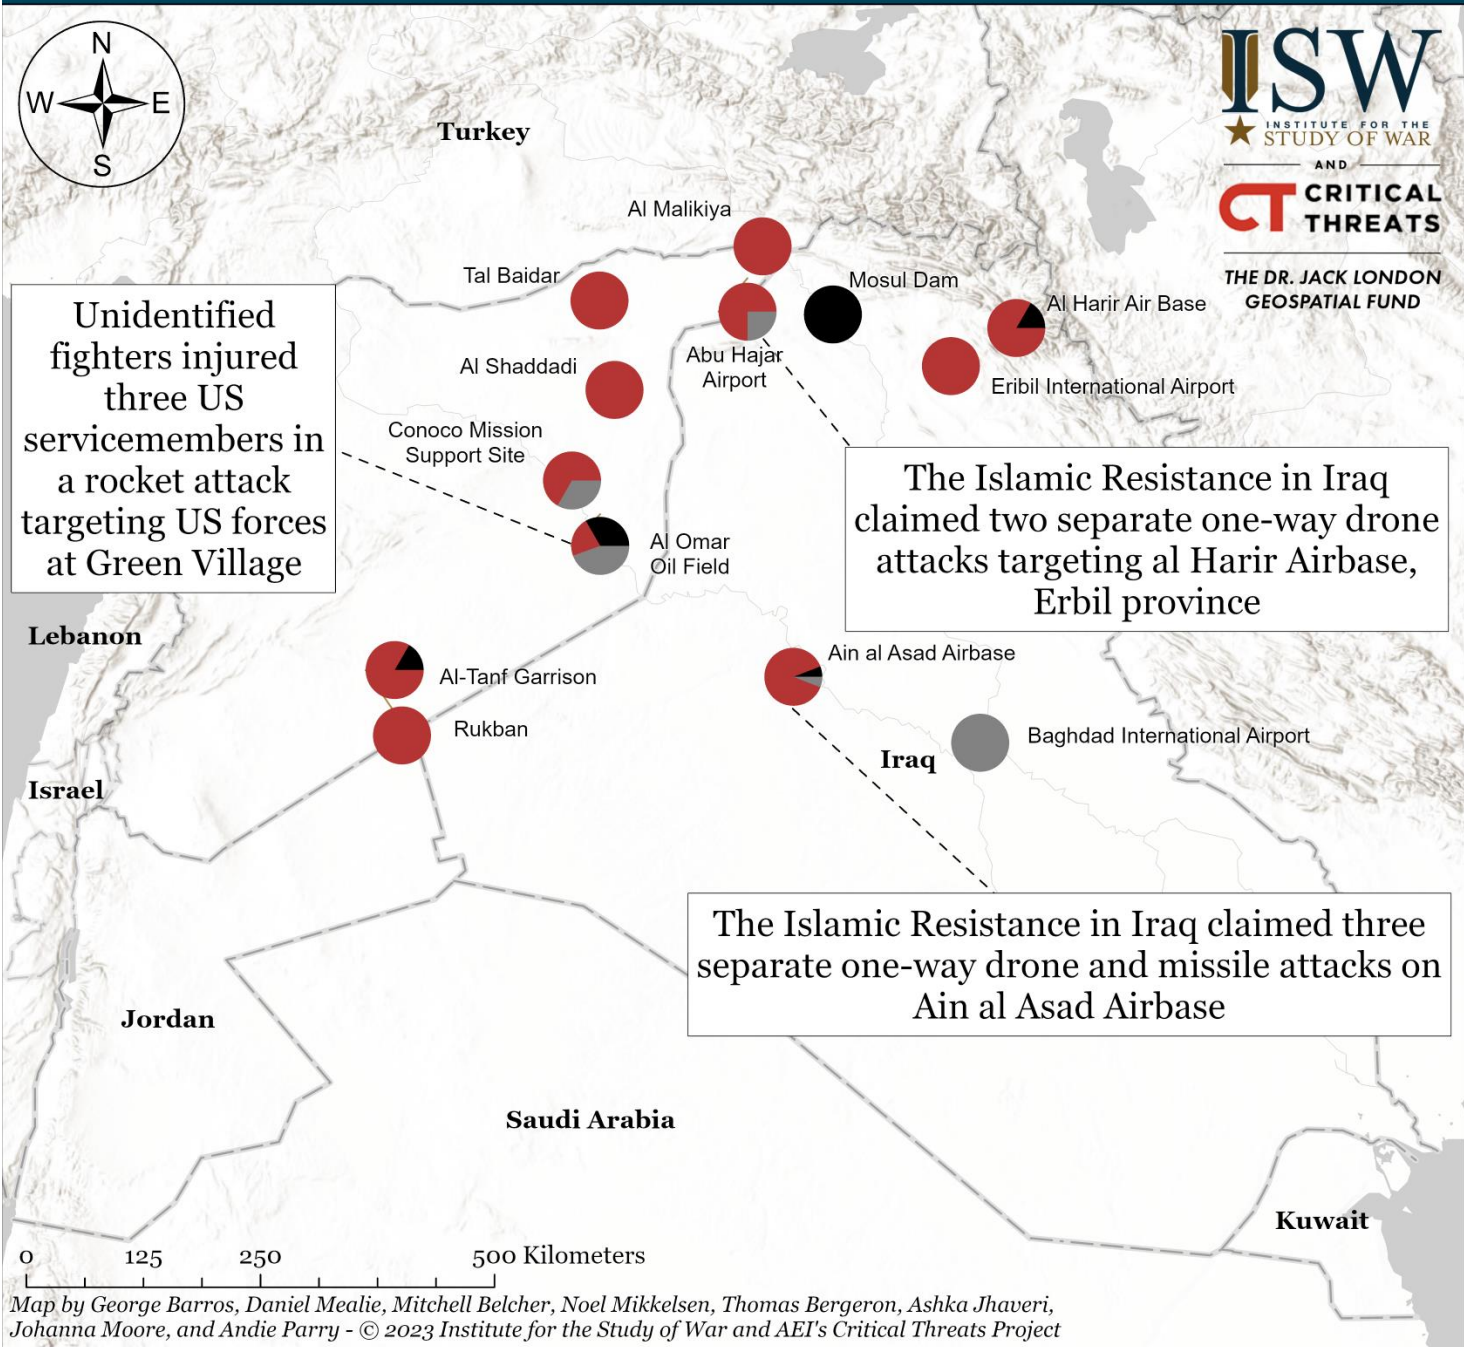 N
W
E
S
ISW
INSTITUTE FOR THE
STUDY OF WAR
AND
CT CRITICAL
THREATS
THE DR. JACK LONDON
GEOSPATIAL FUND
Turkey
Al Malikiya
Tal Baidar
Mosul Dam
Al Harir Air Base
Abu Hajar
Airport
Eribil International Airport
Al Shaddadi
Conoco Mission
Support Site
Unidentified
fighters injured
three US
servicemembers in
a rocket attack
targeting US forces
at Green Village
The Islamic Resistance in Iraq
claimed two separate one-way drone
attacks targeting al Harir Airbase,
Erbil province
Al Omar
Oil Field
Lebanon
Al-Tanf Garrison
Ain al Asad Airbase
Rukban
Baghdad International Airport
Iraq
Israel
The Islamic Resistance in Iraq claimed three
separate one-way drone and missile attacks on
Ain al Asad Airbase
Jordan
Saudi Arabia
Kuwait
0 125 250 500 Kilometers
Map by George Barros, Daniel Mealie, Mitchell Belcher, Noel Mikkelsen, Thomas Bergeron, Ashka Jhaveri,
Johanna Moore, and Andie Parry - © 2023 Institute for the Study of War and AEI's Critical Threats Project